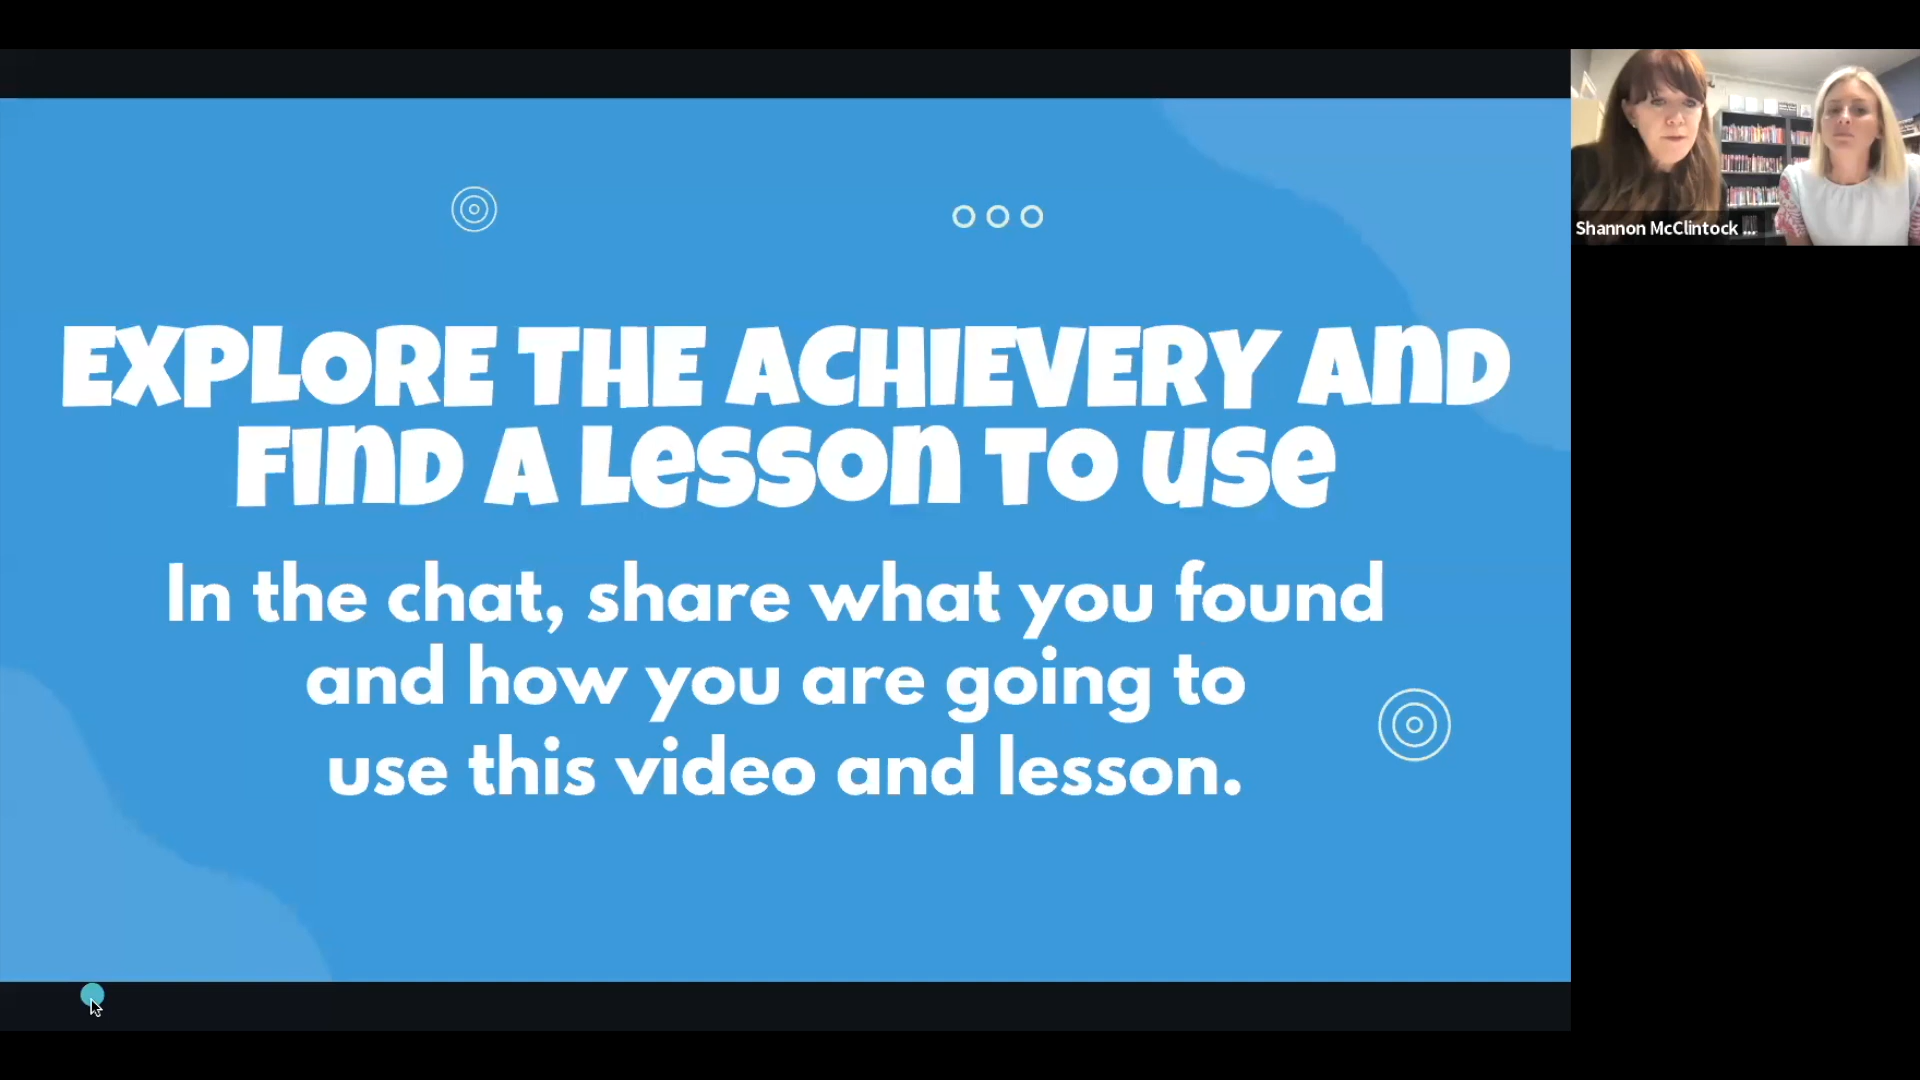 EXPLORE THE ACHIEVERY AND
FIND A LESSON TO USE
In the chat, share what you found
and how you are going to
use this video and lesson.
Shannon McClintock ...